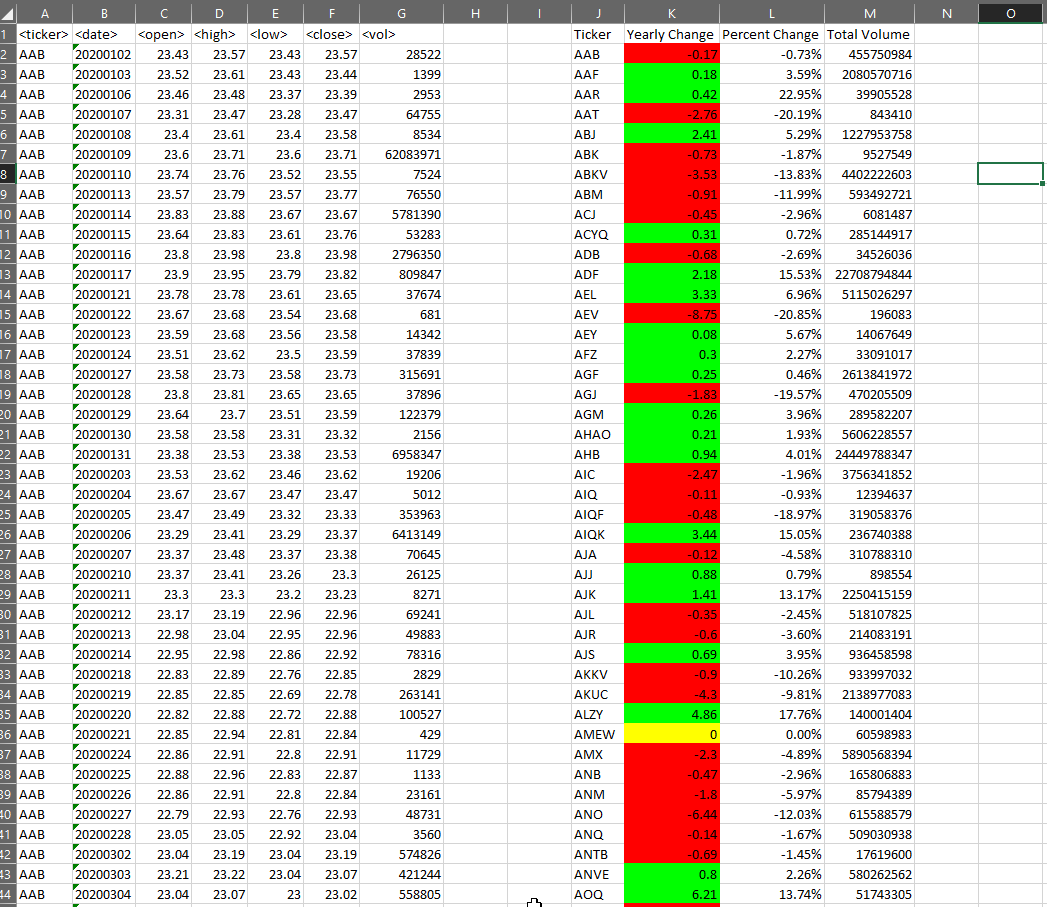 A B C D E F G H I J K L M N O
1 <ticker> <date> <open> <high> <low> <close> <vol> Ticker Yearly Change Percent Change Total Volume
2 AAB 20200102 23.43 23.57 23.43 23.57 28522 AAB -0.17 -0.73% 455750984
3 AAB 20200103 23.52 23.61 23.43 23.44 1399 AAF 0.18 3.59% 2080570716
4 AAB 20200106 23.46 23.48 23.37 23.39 2953 AAR 0.42 22.95% 39905528
5 AAB 20200107 23.31 23.47 23.28 23.47 64755 AAT -2.76 -20.19% 843410
6 AAB 20200108 23.4 23.61 23.4 23.58 8534 ABJ 2.41 5.29% 1227953758
7 AAB 20200109 23.6 23.71 23.6 23.71 62083971 ABK -0.73 -1.87% 9527549
8 AAB 20200110 23.74 23.76 23.52 23.55 7524 ABKV -3.53 -13.83% 4402222603
9 AAB 20200113 23.57 23.79 23.57 23.77 76550 ABM -0.91 -11.99% 593492721
10 AAB 20200114 23.83 23.88 23.67 23.67 5781390 ACJ -0.45 -2.96% 6081487
11 AAB 20200115 23.64 23.83 23.61 23.76 53283 ACYQ 0.31 0.72% 285144917
12 AAB 20200116 23.8 23.98 23.8 23.98 2796350 ADB -0.68 -2.69% 34526036
13 AAB 20200117 23.9 23.95 23.79 23.82 809847 ADF 2.18 15.53% 22708794844
14 AAB 20200121 23.78 23.78 23.61 23.65 37674 AEL 3.33 6.96% 5115026297
15 AAB 20200122 23.67 23.68 23.54 23.68 681 AEV -8.75 -20.85% 196083
16 AAB 20200123 23.59 23.68 23.56 23.58 14342 AEY 0.08 5.67% 14067649
17 AAB 20200124 23.51 23.62 23.5 23.59 37839 AFZ 0.3 2.27% 33091017
18 AAB 20200127 23.58 23.73 23.58 23.73 315691 AGF 0.25 0.46% 2613841972
19 AAB 20200128 23.8 23.81 23.65 23.65 37896 AGJ -1.83 -19.57% 470205509
20 AAB 20200129 23.64 23.7 23.51 23.59 122379 AGM 0.26 3.96% 289582207
21 AAB 20200130 23.58 23.58 23.31 23.32 2156 AHAO 0.21 1.93% 5606228557
22 AAB 20200131 23.38 23.53 23.38 23.53 6958347 AHB 0.94 4.01% 24449788347
23 AAB 20200203 23.53 23.62 23.46 23.62 19206 AIC -2.47 -1.96% 3756341852
24 AAB 20200204 23.67 23.67 23.47 23.47 5012 AIQ -0.11 -0.93% 12394637
25 AAB 20200205 23.47 23.49 23.32 23.33 353963 AIQF -0.48 -18.97% 319058376
26 AAB 20200206 23.29 23.41 23.29 23.37 6413149 AIQK 3.44 15.05% 236740388
27 AAB 20200207 23.37 23.48 23.37 23.38 70645 AJA -0.12 -4.58% 310788310
28 AAB 20200210 23.37 23.41 23.26 23.3 26125 AJJ 0.88 0.79% 898554
29 AAB 20200211 23.3 23.3 23.2 23.23 8271 AJK 1.41 13.17% 2250415159
30 AAB 20200212 23.17 23.19 22.96 22.96 69241 AJL -0.35 -2.45% 518107825
31 AAB 20200213 22.98 23.04 22.95 22.96 49883 AJR -0.6 -3.60% 214083191
32 AAB 20200214 22.95 22.98 22.86 22.92 78316 AJS 0.69 3.95% 936458598
33 AAB 20200218 22.83 22.89 22.76 22.85 2829 AKKV -0.9 -10.26% 933997032
34 AAB 20200219 22.85 22.85 22.69 22.78 263141 AKUC -4.3 -9.81% 2138977083
35 AAB 20200220 22.82 22.88 22.72 22.88 100527 ALZY 4.86 17.76% 140001404
36 AAB 20200221 22.85 22.94 22.81 22.84 429 AMEW 0 0.00% 60598983
37 AAB 20200224 22.86 22.91 22.8 22.91 11729 AMX -2.3 -4.89% 5890568394
38 AAB 20200225 22.88 22.96 22.83 22.87 1133 ANB -0.47 -2.96% 165806883
39 AAB 20200226 22.86 22.91 22.8 22.84 23161 ANM -1.8 -5.97% 85794389
40 AAB 20200227 22.79 22.93 22.76 22.93 48731 ANO -6.44 -12.03% 615588579
41 AAB 20200228 23.05 23.05 22.92 23.04 3560 ANQ -0.14 -1.67% 509030938
42 AAB 20200302 23.04 23.19 23.04 23.19 574826 ANTB -0.69 -1.45% 17619600
43 AAB 20200303 23.21 23.22 23.04 23.07 421244 ANVE 0.8 2.26% 580262562
44 AAB 20200304 23.04 23.07 23 23.02 558805 AOQ 6.21 13.74% 51743305